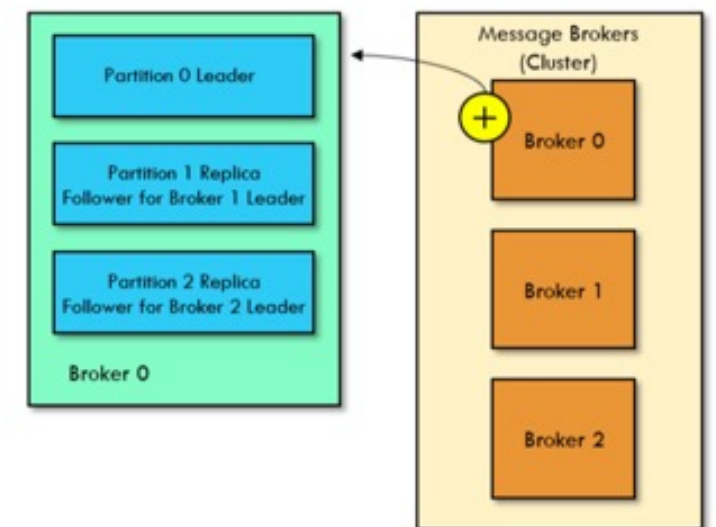 Partition 0 Leader
Partition 1 Replica
Follower for Broker 1 Leader
Partition 2 Replica
Follower for Broker 2 Leader
Broker 0
Message Brokers
(Cluster)
+
Broker 0
Broker 1
Broker 2